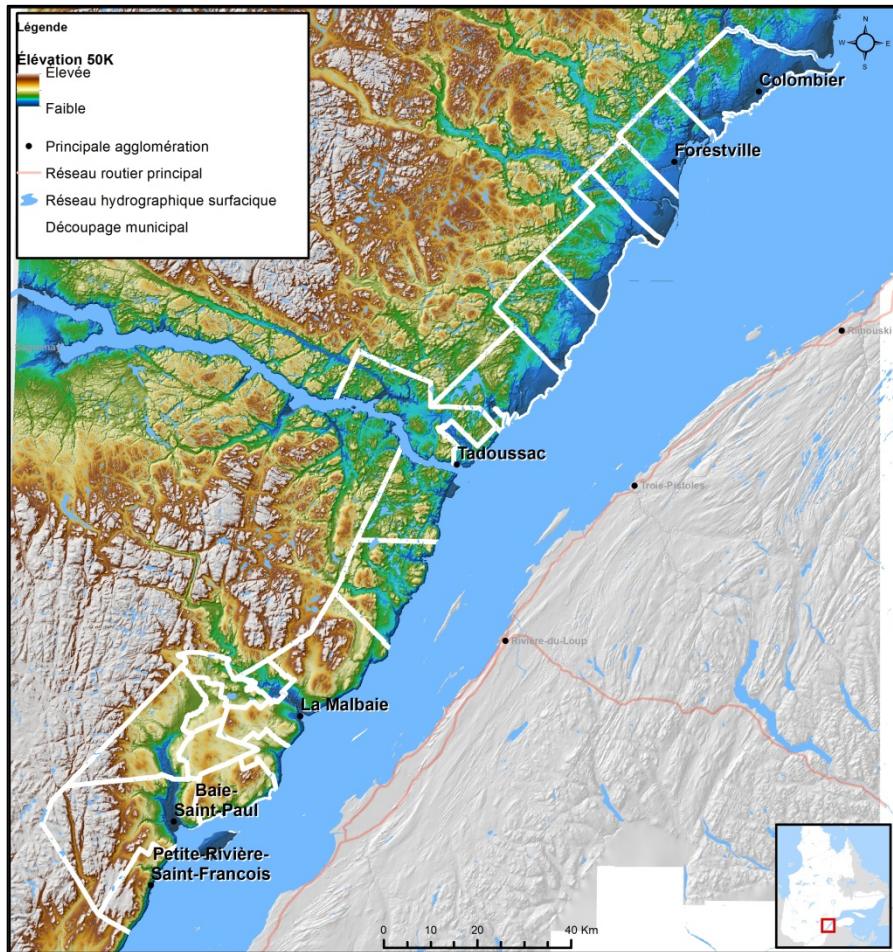 Légende
Élévation 50K
Élevée
Faible
Principale agglomération
Réseau routier principal
Réseau hydrographique surfacique
Découpage municipal
N
W
E
S
Colombier
Forestville
Rimouski
Tadoussac
Trois-Pistoles
Rivière-du-Loup
La Malbaie
Baie-
Saint-Paul
Petite-Rivière-
Saint-Francois
0
10
20
40 Km